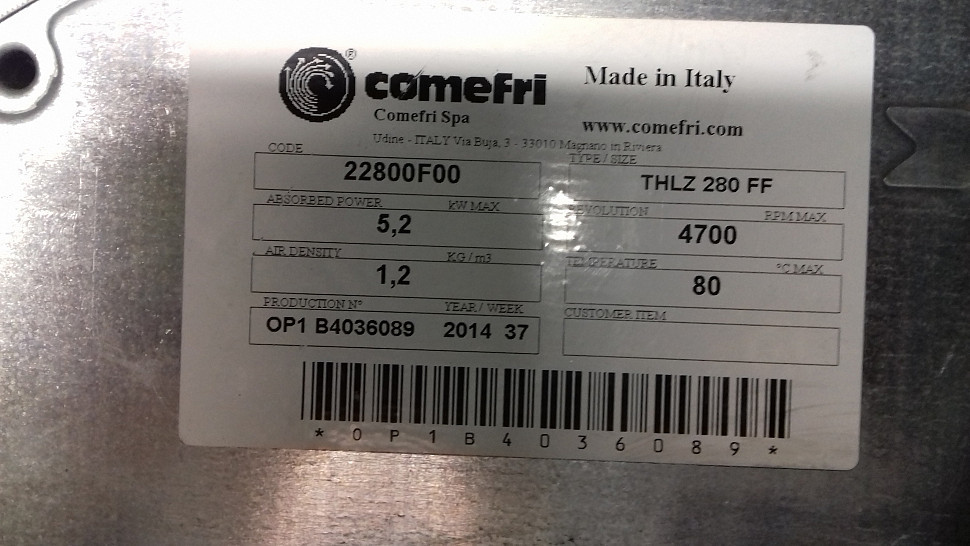 comefri ®
Made in Italy
Comefri Spa
www.comefri.com
Udine - ITALY Via Buja, 3 - 33010 Magnano in Riviera
CODE
22800F00
TYPE / SIZE
THLZ 280 FF
ABSORBED POWER kW MAX
5,2
REVOLUTION RPM MAX
4700
AIR DENSITY KG / m3
1,2
TEMPERATURE °C MAX
80
PRODUCTION N° YEAR / WEEK
OP1 B4036089 2014 37
CUSTOMER ITEM
* 0 P 1 B 4 0 3 6 0 8 9 *